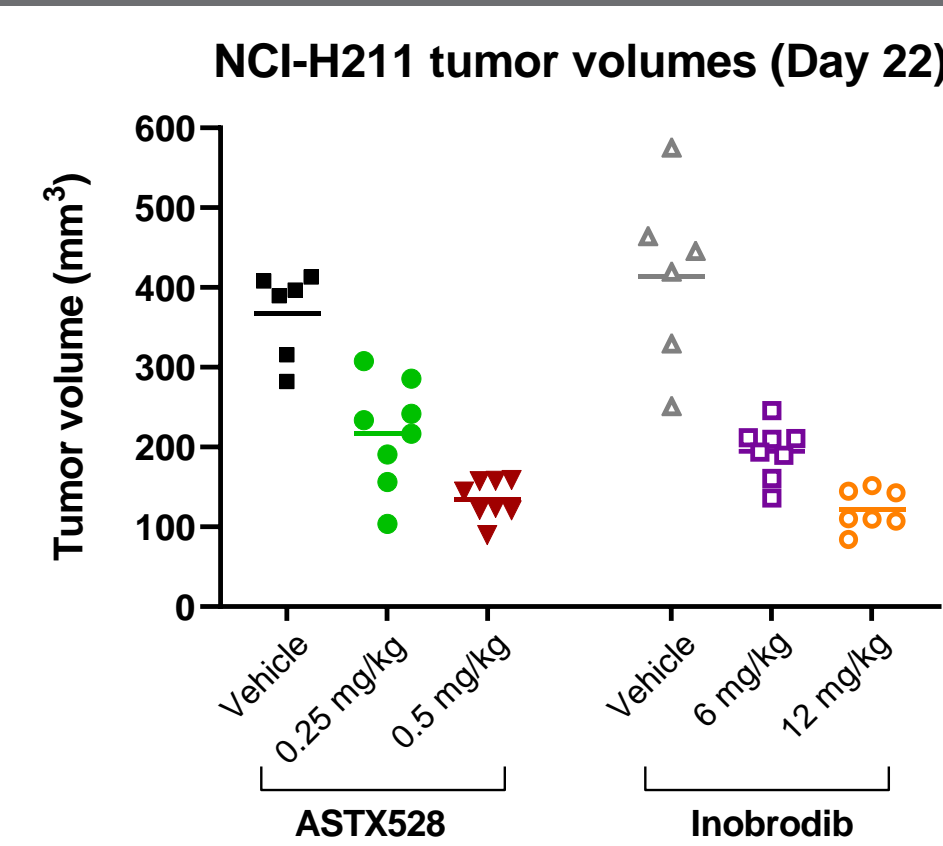 NCI-H211 tumor volumes (Day 22)
Tumor volume (mm³)
600
500
400
300
200
100
0
Vehicle
0.25 mg/kg
0.5 mg/kg
Vehicle
6 mg/kg
12 mg/kg
ASTX528
Inobrodib